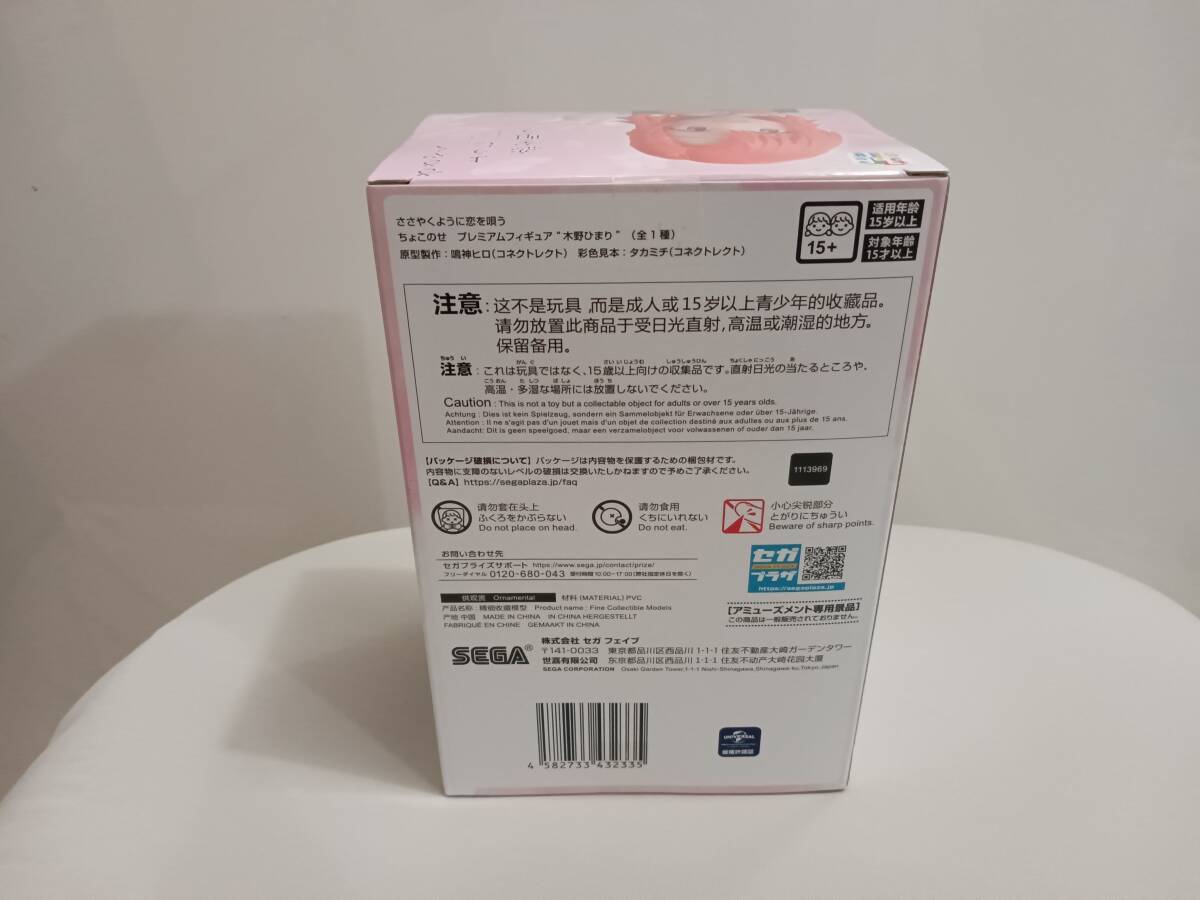 ささやくように恋を唄う
ちょこのせ プレミアムフィギュア“木野ひまり”（全1種）
原型製作：鳴神ヒロ（コネクトレクト） 彩色見本：タカミチ（コネクトレクト）
15+
适用年龄
15岁以上
対象年齢
15才以上
注意：这不是玩具,而是成人或15岁以上青少年的收藏品。
请勿放置此商品于受日光直射,高温或潮湿的地方。
保留备用。
注意：これは玩具ではなく、15歳以上向けの収集品です。直射日光の当たるところや、
高温・多湿な場所には放置しないでください。
Caution : This is not a toy but a collectable object for adults or over 15 years olds.
Achtung : Dies ist kein Spielzeug, sondern ein Sammelobjekt für Erwachsene oder über 15-Jährige.
Attention : Il ne s'agit pas d'un jouet mais d'un objet de collection destiné aux adultes ou aux plus de 15 ans.
Aandacht: Dit is geen speelgoed, maar een verzamelobject voor volwassenen of ouder dan 15 jaar.
【パッケージ破損について】パッケージは内容物を保護するための梱包材です。
内容物に支障のないレベルの破損は交換いたしかねますので予めご了承ください。
【Q&A】https://segaplaza.jp/faq
1113969
请勿套在头上
ふくろをかぶらない
Do not place on head.
请勿食用
くちにいれない
Do not eat.
小心尖锐部分
とがりにちゅうい
Beware of sharp points.
お問い合わせ先
セガプライズサポート https://www.sega.jp/contact/prize/
フリーダイヤル 0120-680-043 受付時間 10:00~17:00（弊社指定休日を除く）
セガ
プラザ
https://segaplaza.jp
供观赏 Ornamental 材料(MATERIAL)PVC
产品名称：精细收藏模型 Product name : Fine Collectible Models
产地 中国 MADE IN CHINA IN CHINA HERGESTELLT
FABRIQUÉ EN CHINE GEMAAKT IN CHINA
【アミューズメント専用景品】
この商品は一般販売されておりません。
SEGA®
株式会社 セガ フェイブ
〒141-0033 東京都品川区西品川 1-1-1 住友不動産大崎ガーデンタワー
世嘉有限公司 东京都品川区西品川 1-1-1 住友不动产大崎花园大厦
SEGA CORPORATION Osaki Garden Tower,1-1-1 Nishi-Shinagawa,Shinagawa-ku,Tokyo,Japan
4 582733 432335
UNIVERSAL